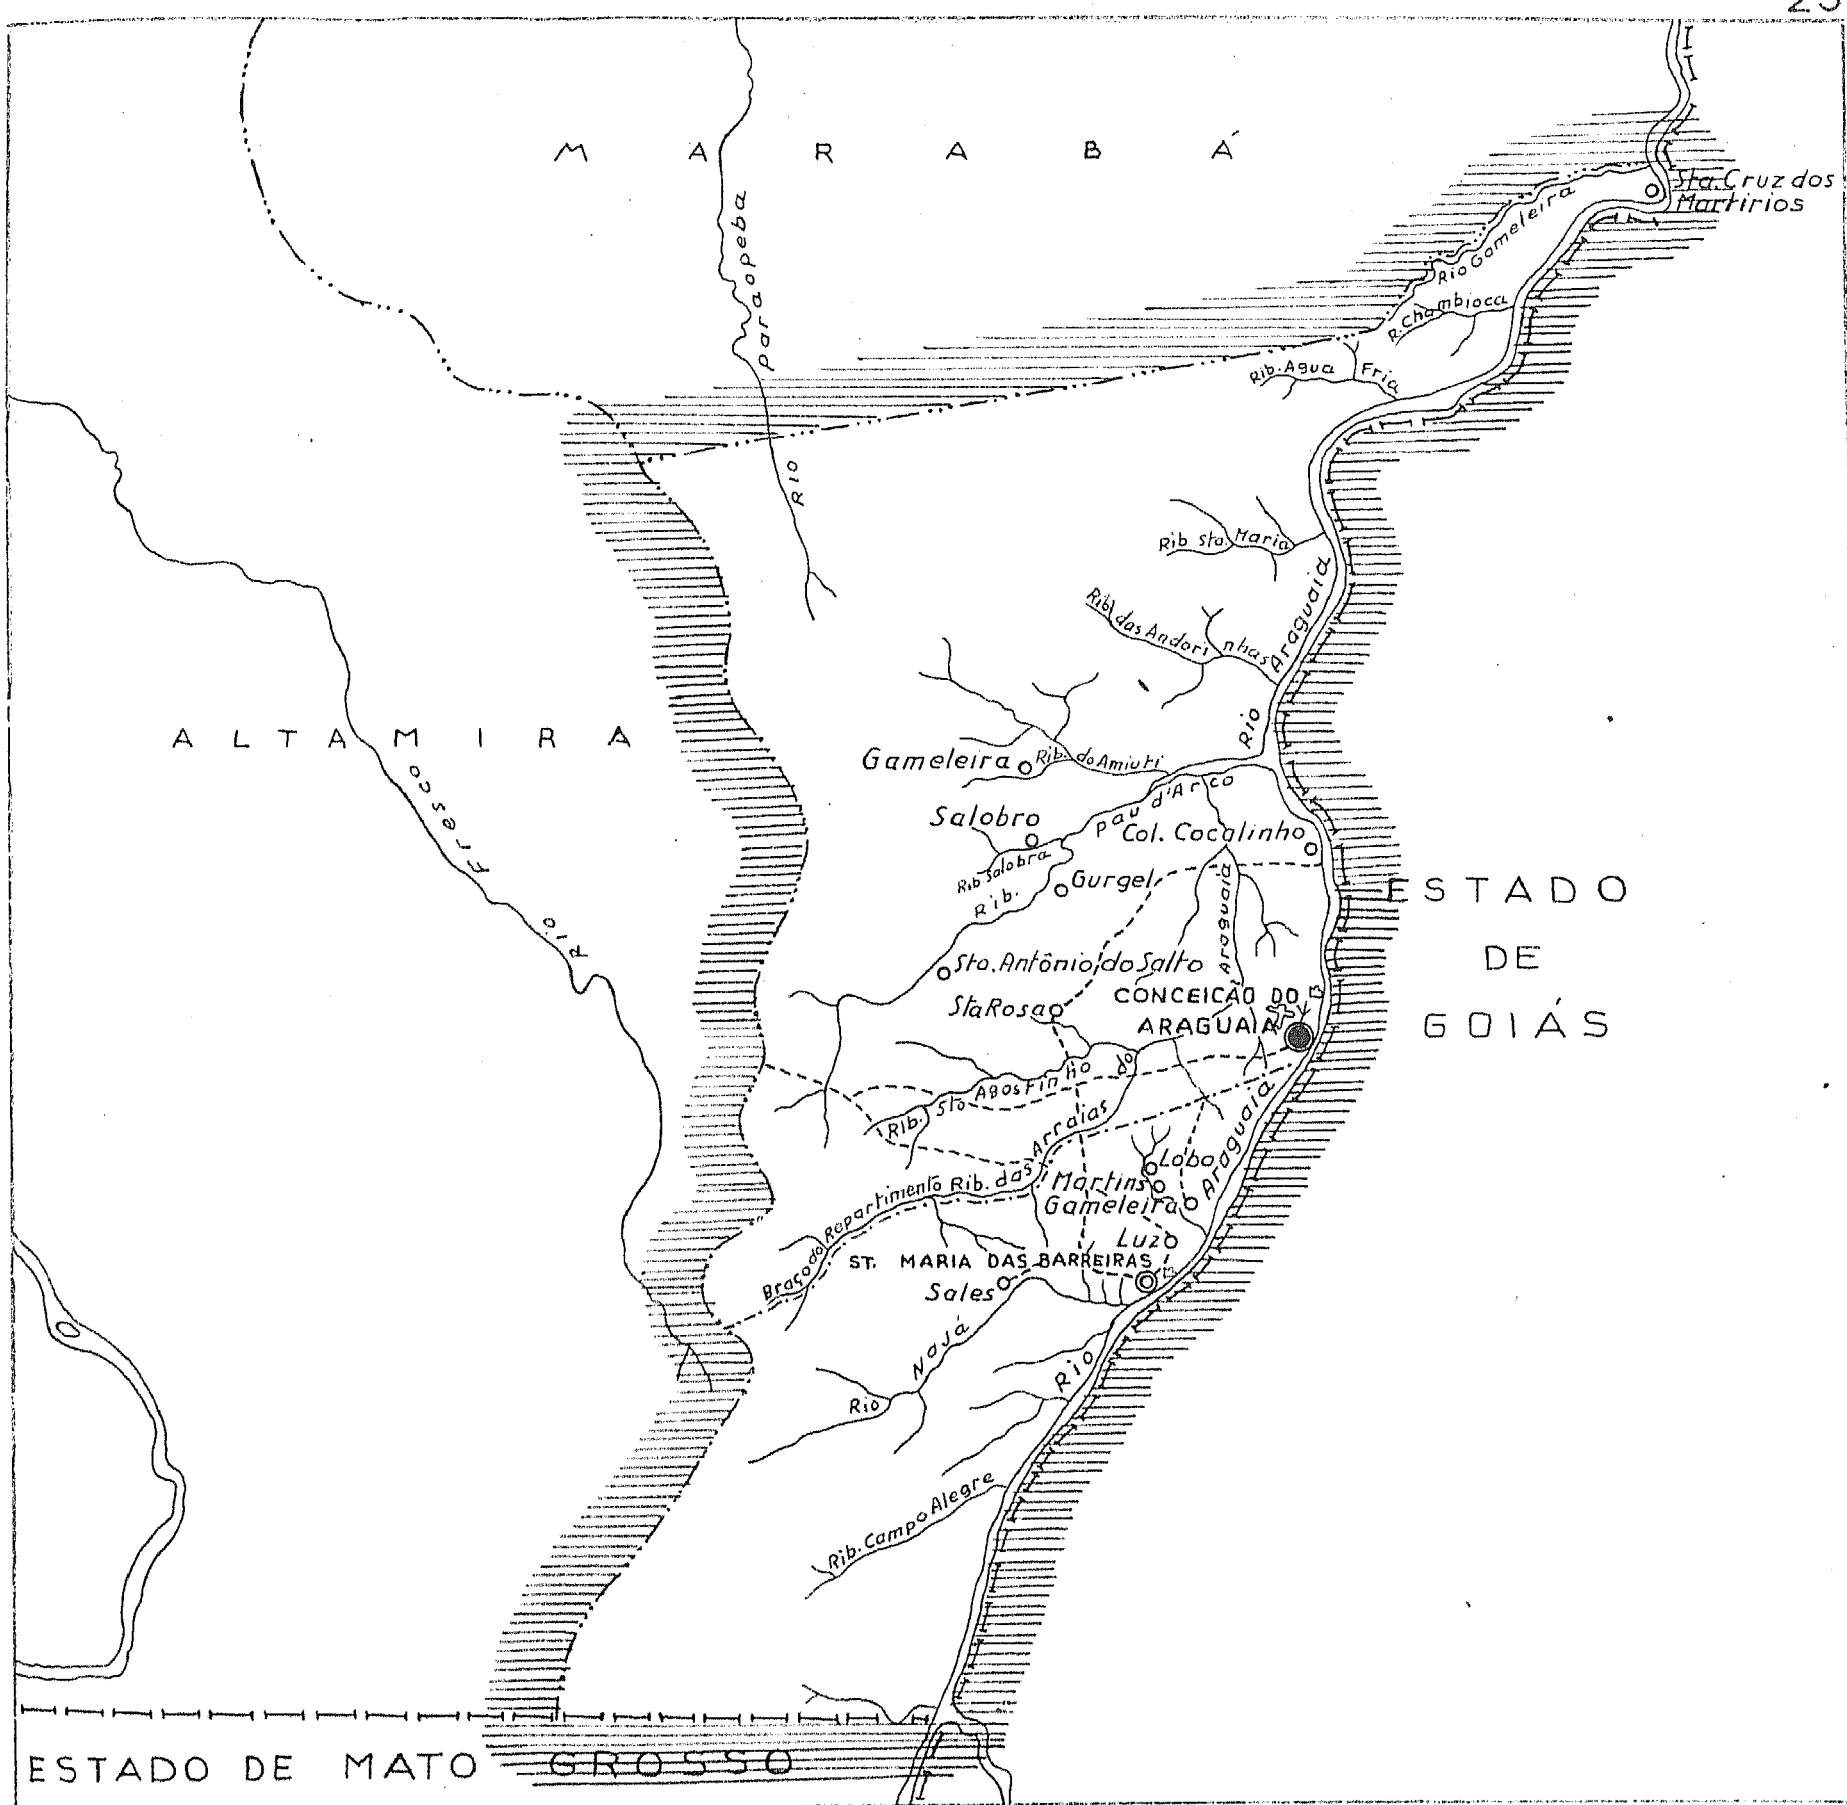 25
M A R A B Á
Sta. Cruz dos
Martirios
Rio Gameleira
R. Chambioca
Rib. Agua Fria
Rio Paraopeba
Rib Sta. Maria
Rib. das Andorinhas
Rio Araguaia
A L T A M I R A
Rio Fresco
Gameleira
Rib. do Amiuti
Rib. Pau d'Arco
Salobro
Rib Salobra
Col. Cocalinho
Gurgel
Araguaia
ESTADO
DE
GOIÁS
Sto. Antônio do Salto
Sta Rosa
CONCEICÃO DO
ARAGUAIA
Rib. Sto Agostinho do
Rib. das Arraias
Braço do Repartimento
Lobo
Martins
Gameleira
Rio Araguaia
Luz
ST. MARIA DAS BARREIRAS
Sales
Rio Najá
Rib. Campo Alegre
ESTADO DE MATO GROSSO